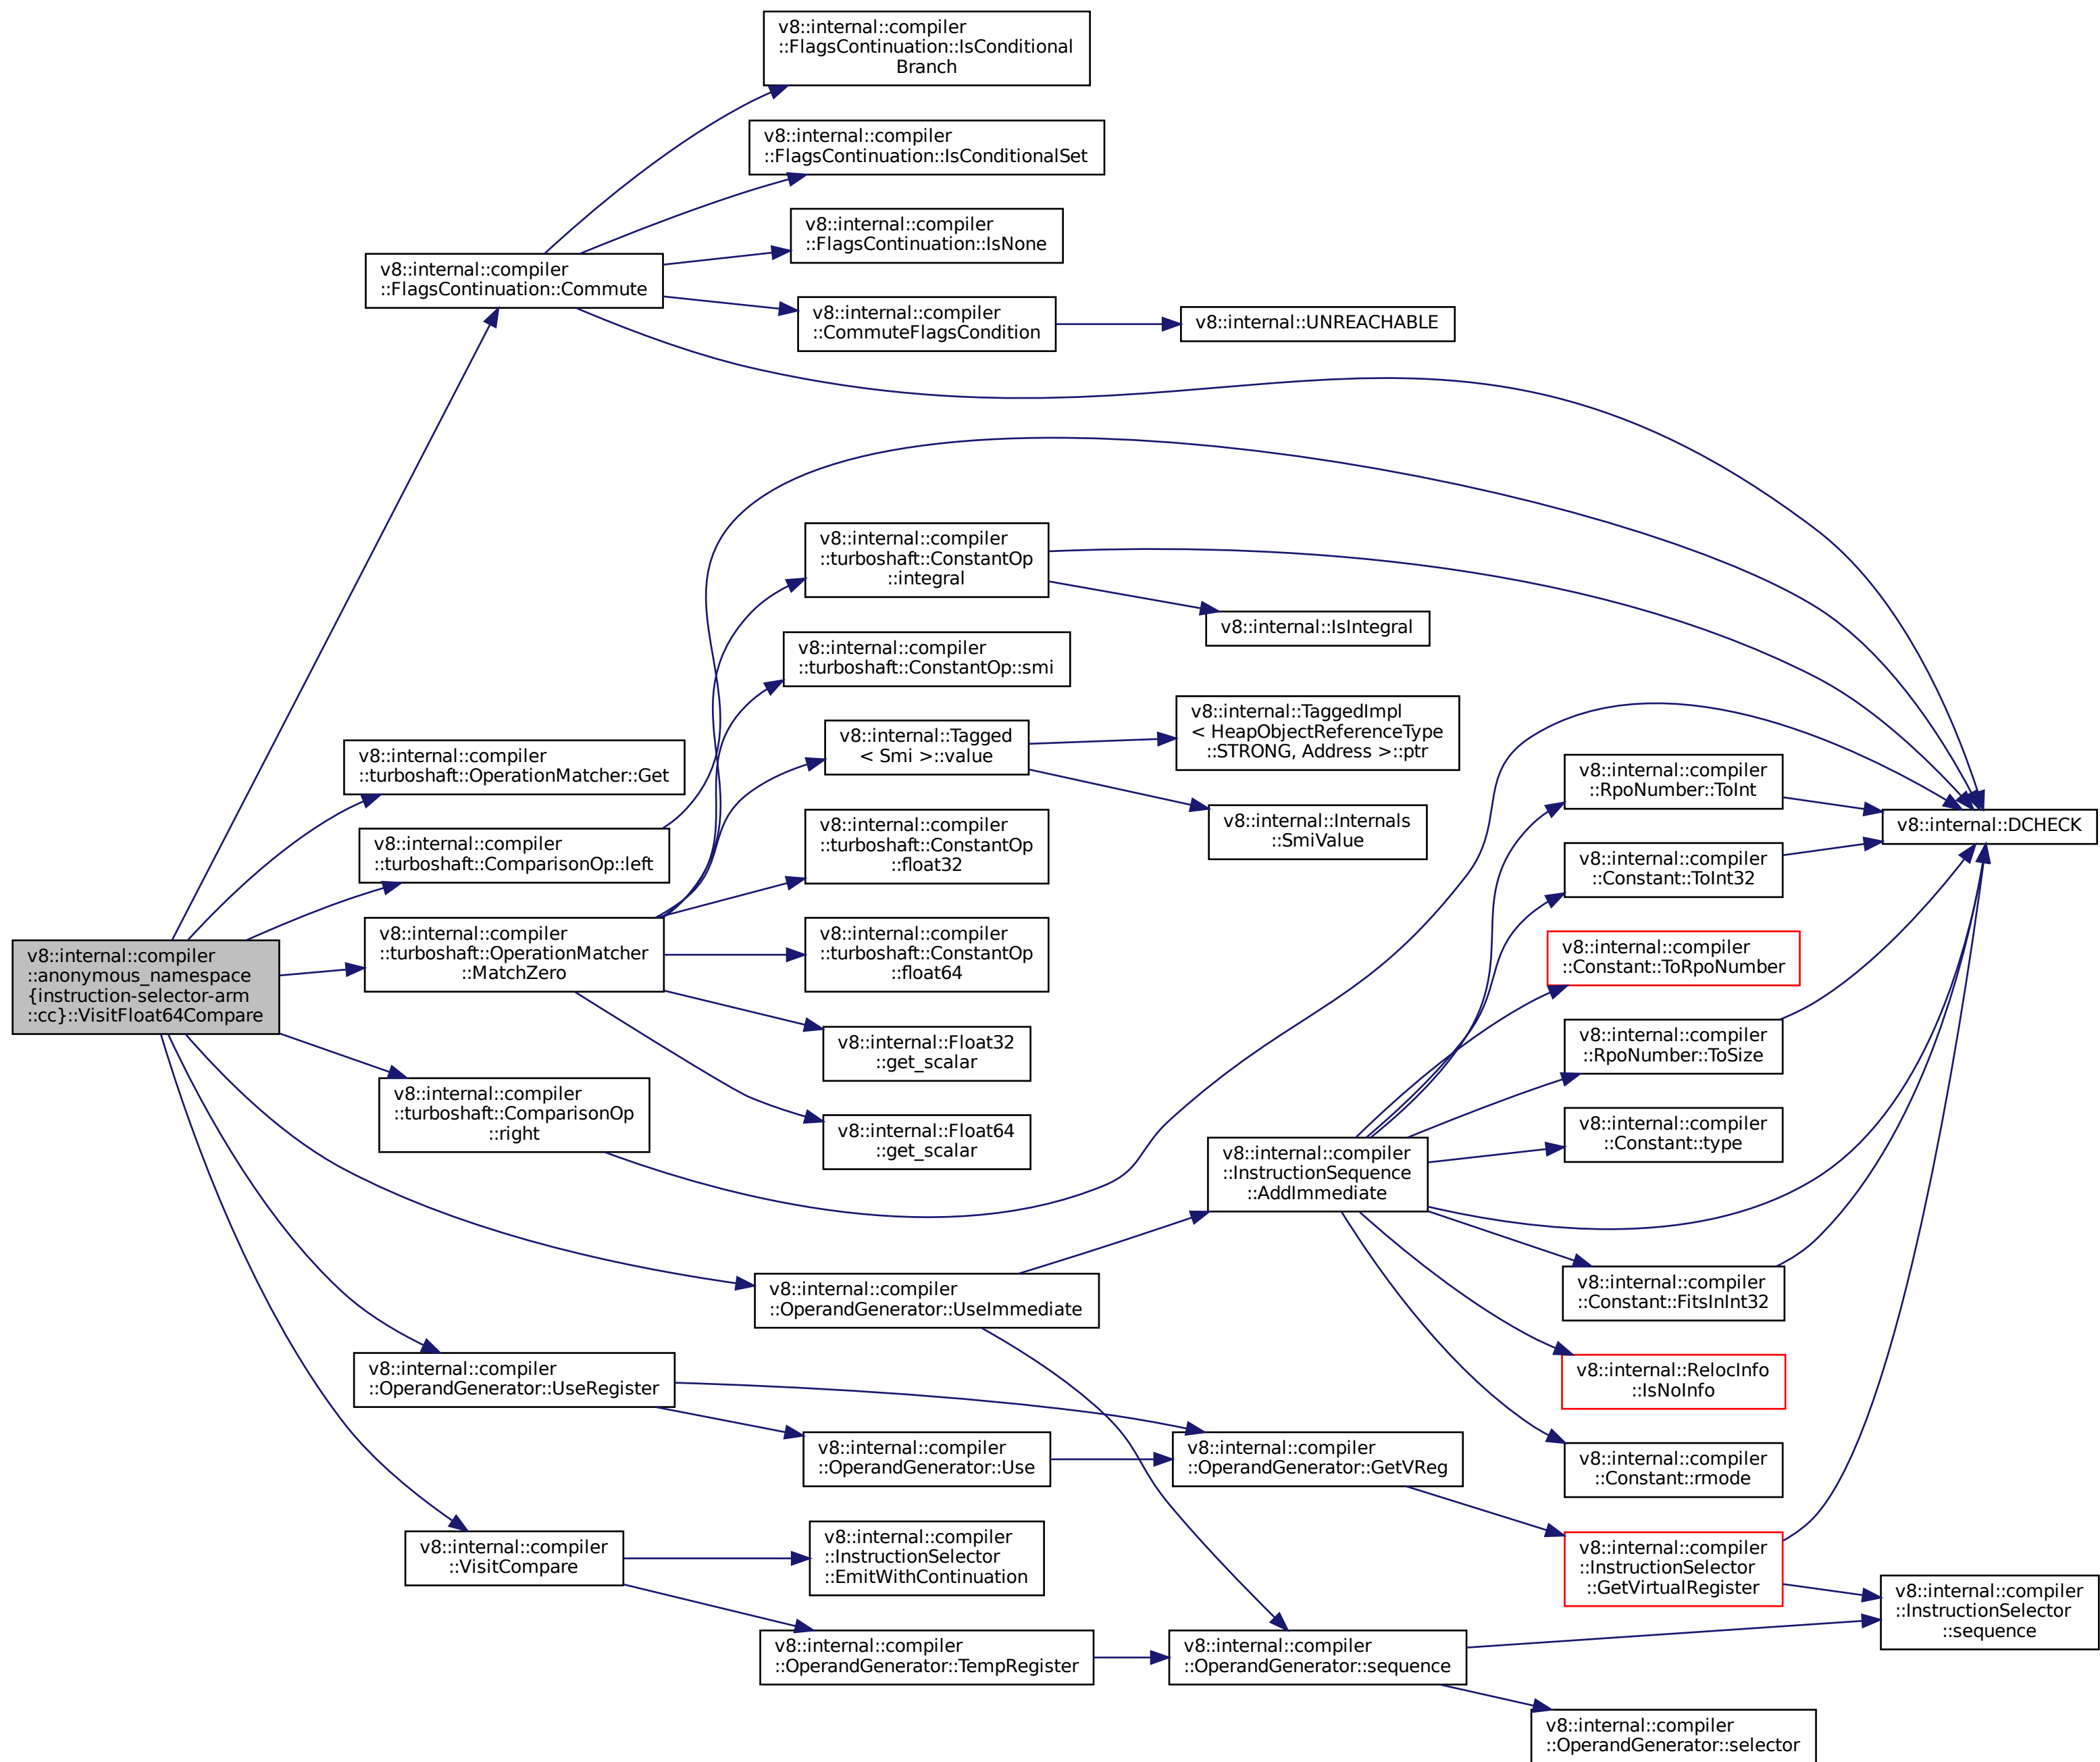 v8::internal::compiler
::FlagsContinuation::IsConditional
Branch
v8::internal::compiler
::FlagsContinuation::IsConditionalSet
v8::internal::compiler
::FlagsContinuation::IsNone
v8::internal::compiler
::FlagsContinuation::Commute
v8::internal::compiler
::CommuteFlagsCondition
v8::internal::UNREACHABLE
v8::internal::compiler
::turboshaft::ConstantOp
::integral
v8::internal::IsIntegral
v8::internal::compiler
::turboshaft::ConstantOp::smi
v8::internal::compiler
::turboshaft::OperationMatcher::Get
v8::internal::Tagged
< Smi >::value
v8::internal::TaggedImpl
< HeapObjectReferenceType
::STRONG, Address >::ptr
v8::internal::compiler
::RpoNumber::ToInt
v8::internal::DCHECK
v8::internal::compiler
::turboshaft::ComparisonOp::left
v8::internal::compiler
::turboshaft::ConstantOp
::float32
v8::internal::Internals
::SmiValue
v8::internal::compiler
::Constant::ToInt32
v8::internal::compiler
::anonymous_namespace
{instruction-selector-arm
::cc}::VisitFloat64Compare
v8::internal::compiler
::turboshaft::OperationMatcher
::MatchZero
v8::internal::compiler
::turboshaft::ConstantOp
::float64
v8::internal::compiler
::Constant::ToRpoNumber
v8::internal::Float32
::get_scalar
v8::internal::compiler
::RpoNumber::ToSize
v8::internal::compiler
::turboshaft::ComparisonOp
::right
v8::internal::Float64
::get_scalar
v8::internal::compiler
::Constant::type
v8::internal::compiler
::InstructionSequence
::AddImmediate
v8::internal::compiler
::OperandGenerator::UseImmediate
v8::internal::compiler
::Constant::FitsInInt32
v8::internal::compiler
::OperandGenerator::UseRegister
v8::internal::RelocInfo
::IsNoInfo
v8::internal::compiler
::OperandGenerator::Use
v8::internal::compiler
::OperandGenerator::GetVReg
v8::internal::compiler
::Constant::rmode
v8::internal::compiler
::VisitCompare
v8::internal::compiler
::InstructionSelector
::EmitWithContinuation
v8::internal::compiler
::InstructionSelector
::GetVirtualRegister
v8::internal::compiler
::InstructionSelector
::sequence
v8::internal::compiler
::OperandGenerator::TempRegister
v8::internal::compiler
::OperandGenerator::sequence
v8::internal::compiler
::OperandGenerator::selector